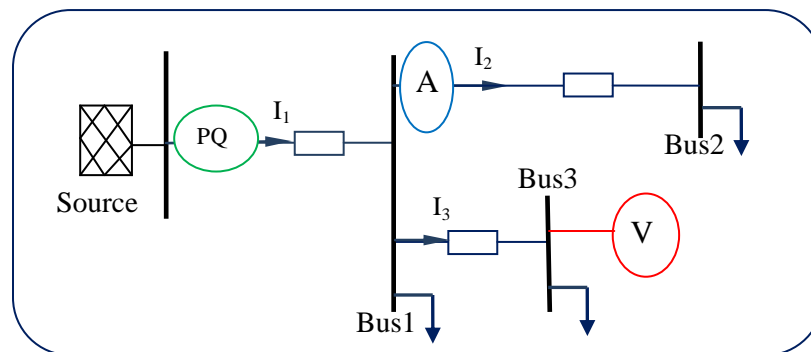 I₂
A
I₁
PQ
Bus2
Bus3
Source
I₃
V
Bus1